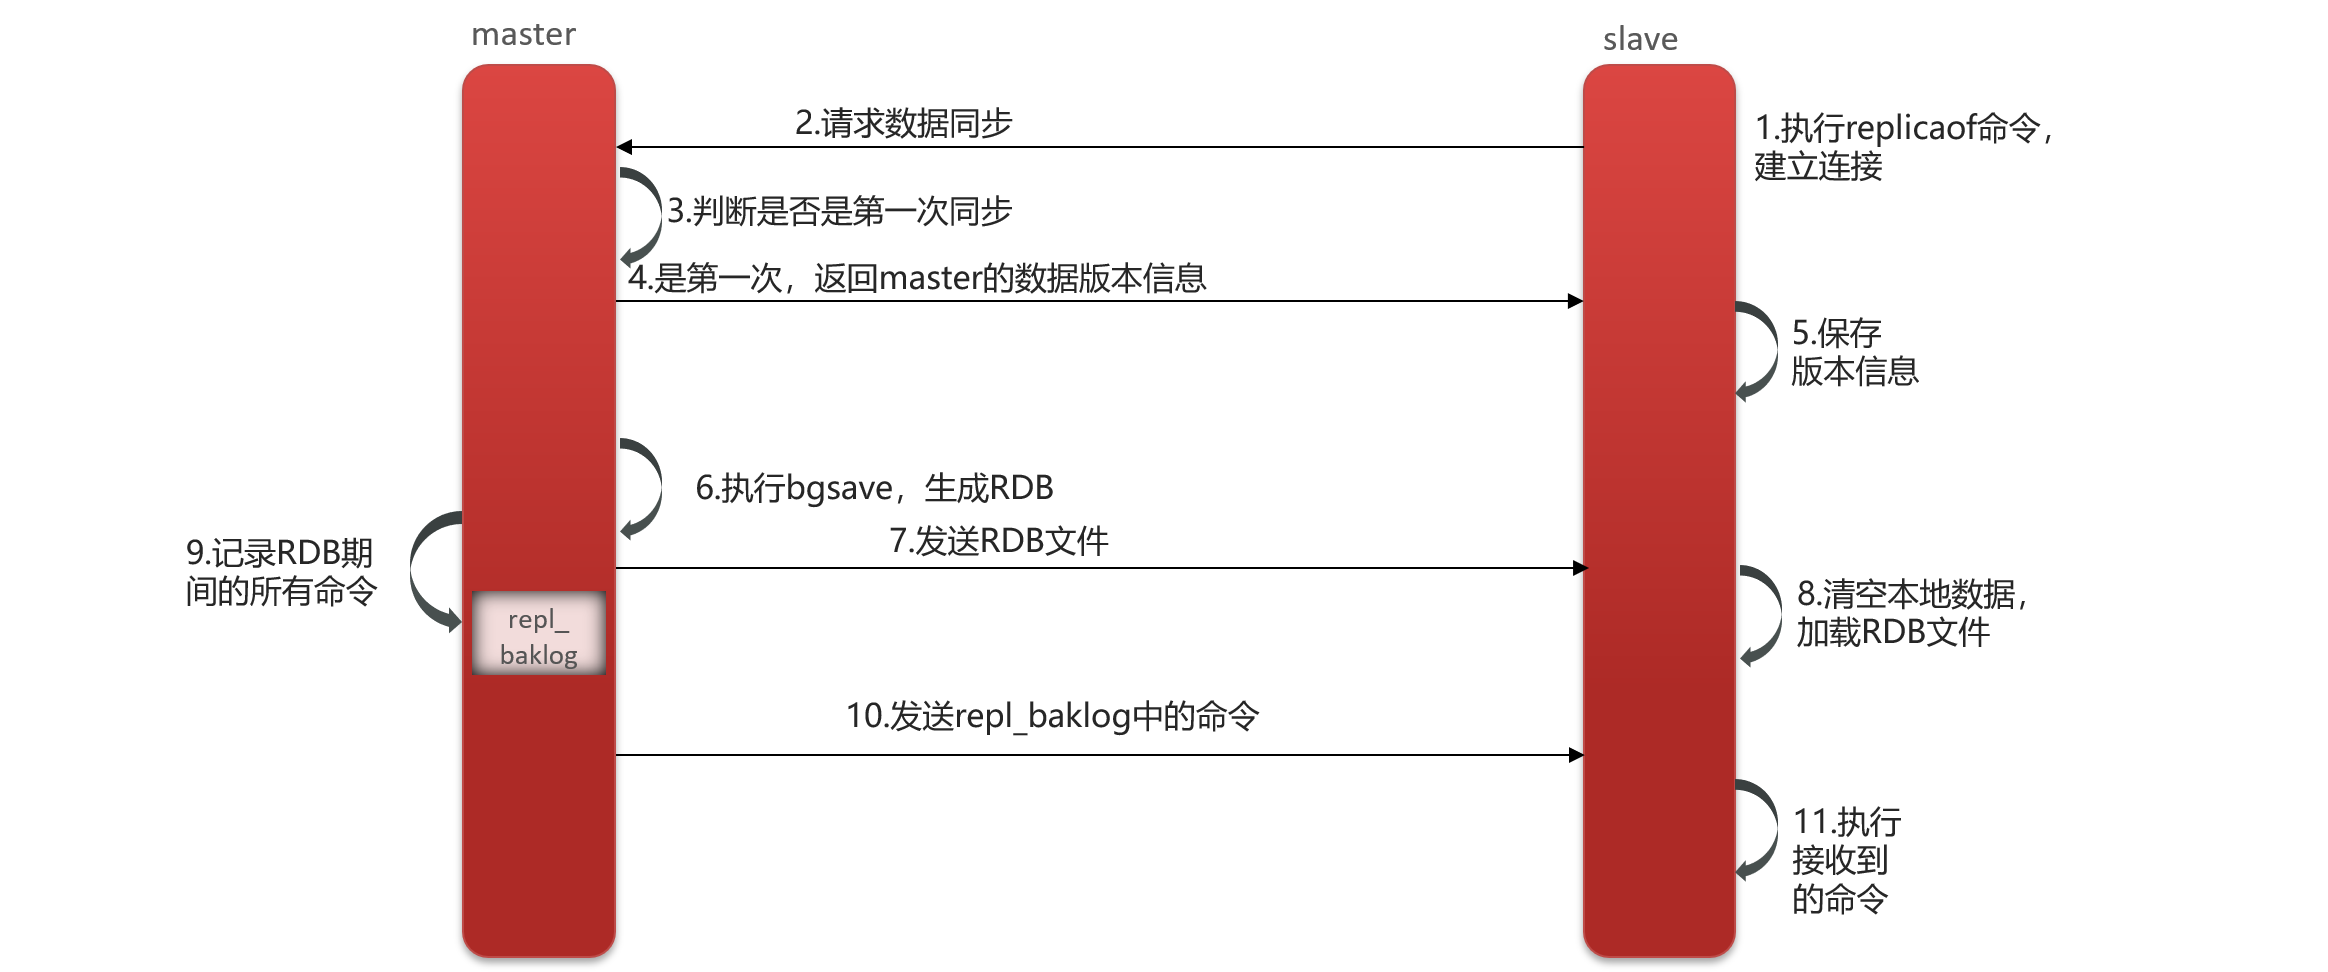 master
slave
2.请求数据同步
1.执行replicaof命令，
建立连接
3.判断是否是第一次同步
4.是第一次，返回master的数据版本信息
5.保存
版本信息
6.执行bgsave，生成RDB
7.发送RDB文件
9.记录RDB期
间的所有命令
repl_
baklog
8.清空本地数据，
加载RDB文件
10.发送repl_baklog中的命令
11.执行
接收到
的命令